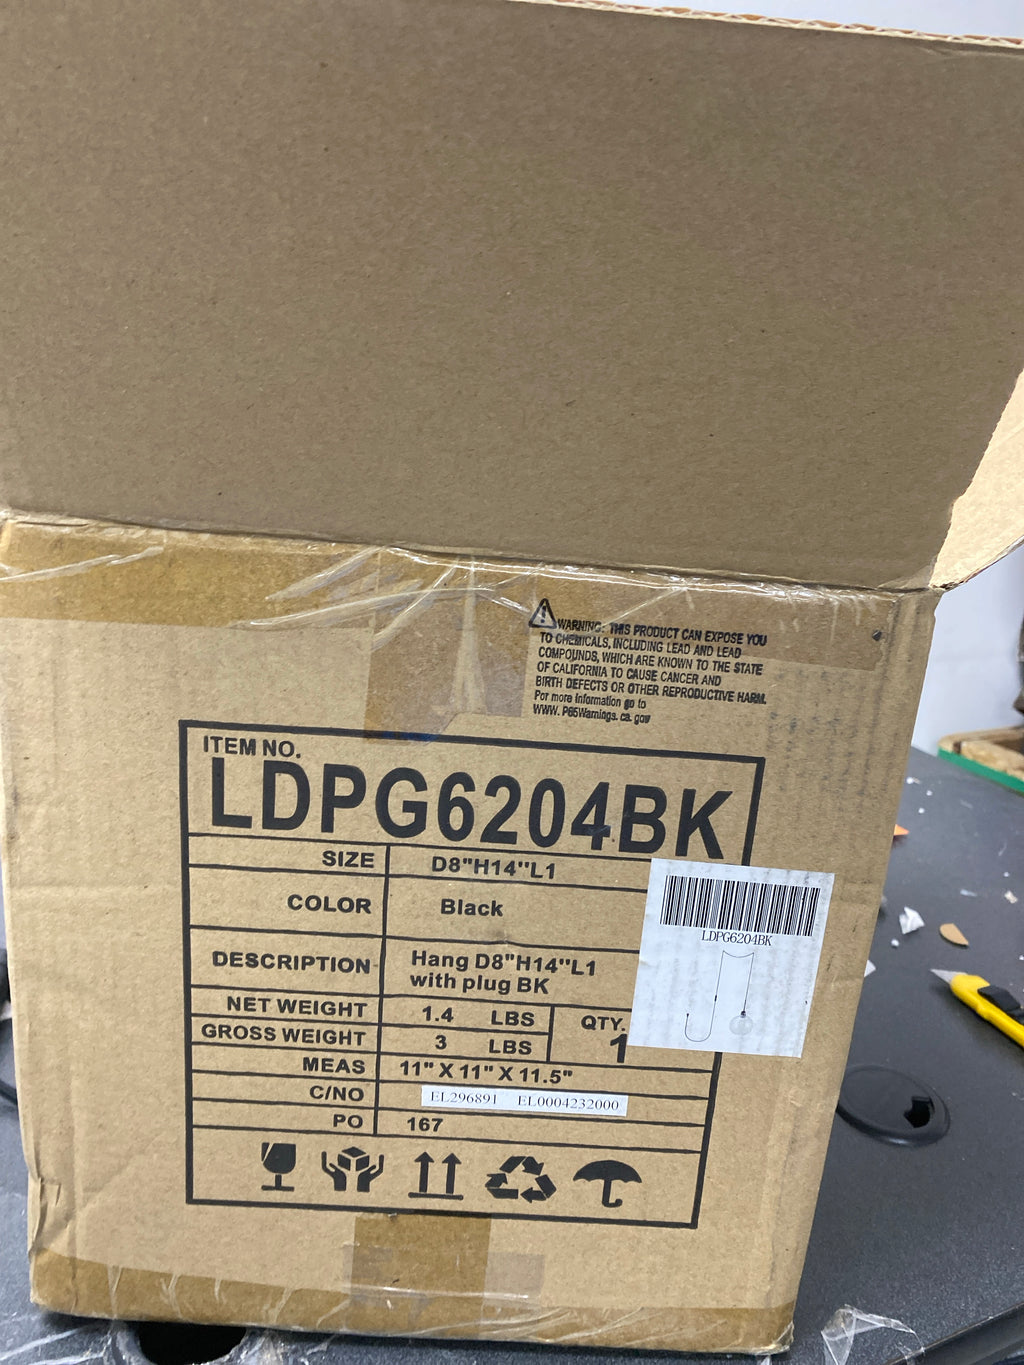 WARNING: THIS PRODUCT CAN EXPOSE YOU
TO CHEMICALS, INCLUDING LEAD AND LEAD
COMPOUNDS, WHICH ARE KNOWN TO THE STATE
OF CALIFORNIA TO CAUSE CANCER AND
BIRTH DEFECTS OR OTHER REPRODUCTIVE HARM.
For more information go to
WWW. P65Warnings. ca. gov
ITEM NO.
LDPG6204BK
SIZE D8"H14''L1
COLOR Black
DESCRIPTION Hang D8"H14''L1
with plug BK
NET WEIGHT 1.4 LBS
GROSS WEIGHT 3 LBS
QTY.
1
MEAS 11" X 11" X 11.5"
C/NO EL296891 EL0004232000
PO 167
LDPG6204BK